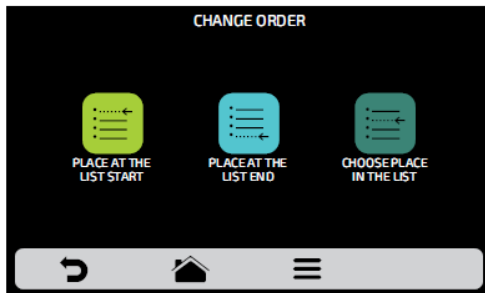 CHANGE ORDER
PLACE AT THE
LIST START
PLACE AT THE
LIST END
CHOOSE PLACE
IN THE LIST